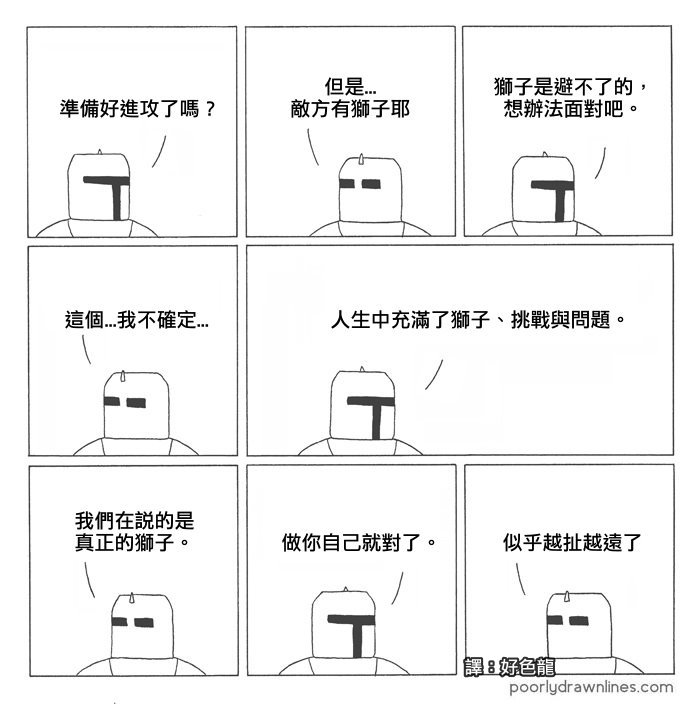 準備好進攻了嗎？
但是...
敵方有獅子耶
獅子是避不了的，
想辦法面對吧。
這個...我不確定...
人生中充滿了獅子、挑戰與問題。
我們在說的是
真正的獅子。
做你自己就對了。
似乎越扯越遠了
譯：好色龍
poorlydrawnlines.com